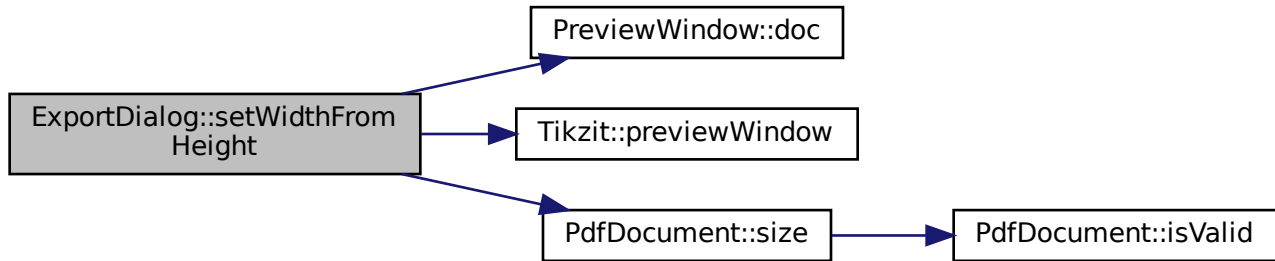 PreviewWindow::doc
ExportDialog::setWidthFrom
Height
Tikzit::previewWindow
PdfDocument::size
PdfDocument::isValid